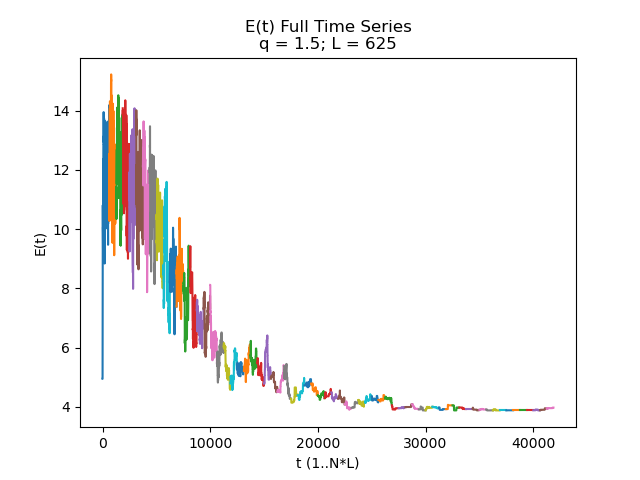 E(t) Full Time Series
q = 1.5; L = 625
E(t)
14
12
10
8
6
4
0
10000
20000
30000
40000
t (1..N*L)